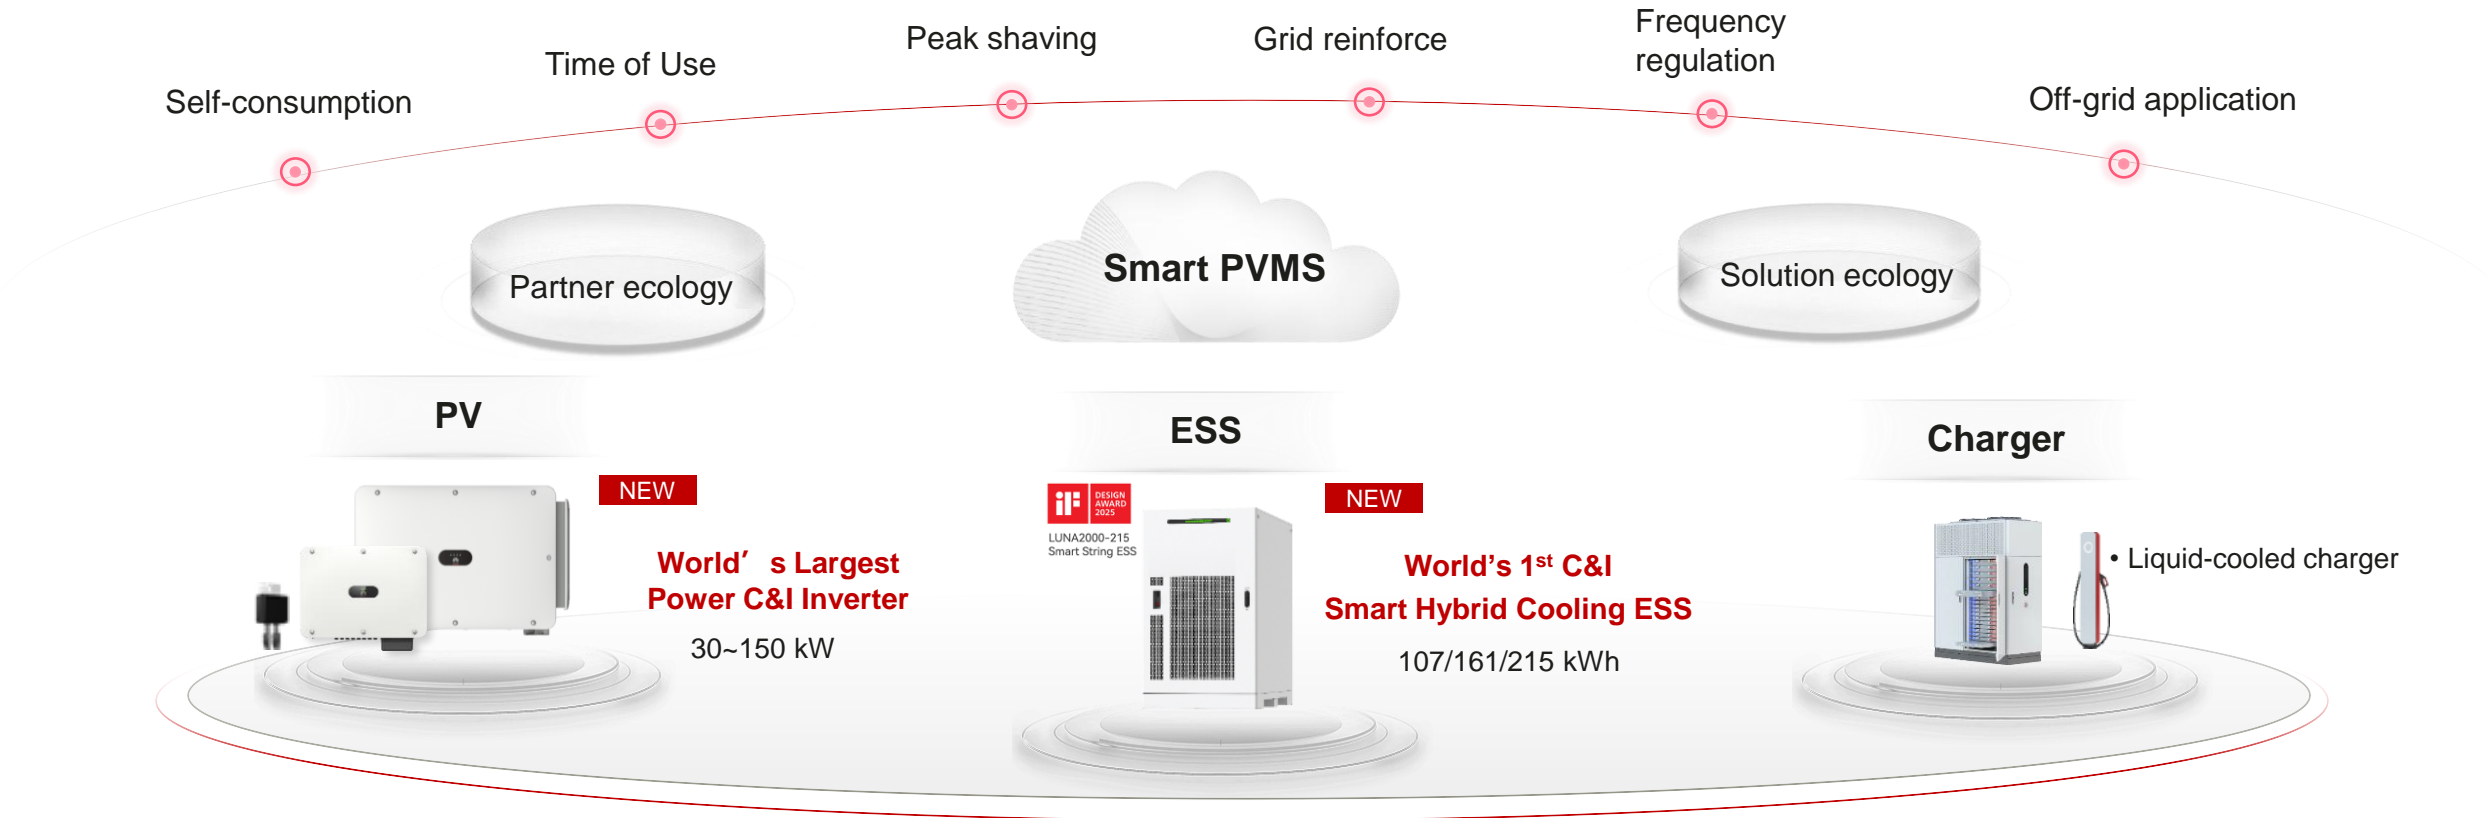 Frequency
regulation
Peak shaving
Grid reinforce
Time of Use
Self-consumption
Off-grid application
Partner ecology
Smart PVMS
Solution ecology
PV
ESS
Charger
NEW
World’ s Largest
Power C&I Inverter
30~150 kW
iF
DESIGN
AWARD
2025
LUNA2000-215
Smart String ESS
NEW
World's 1st C&I
Smart Hybrid Cooling ESS
107/161/215 kWh
• Liquid-cooled charger